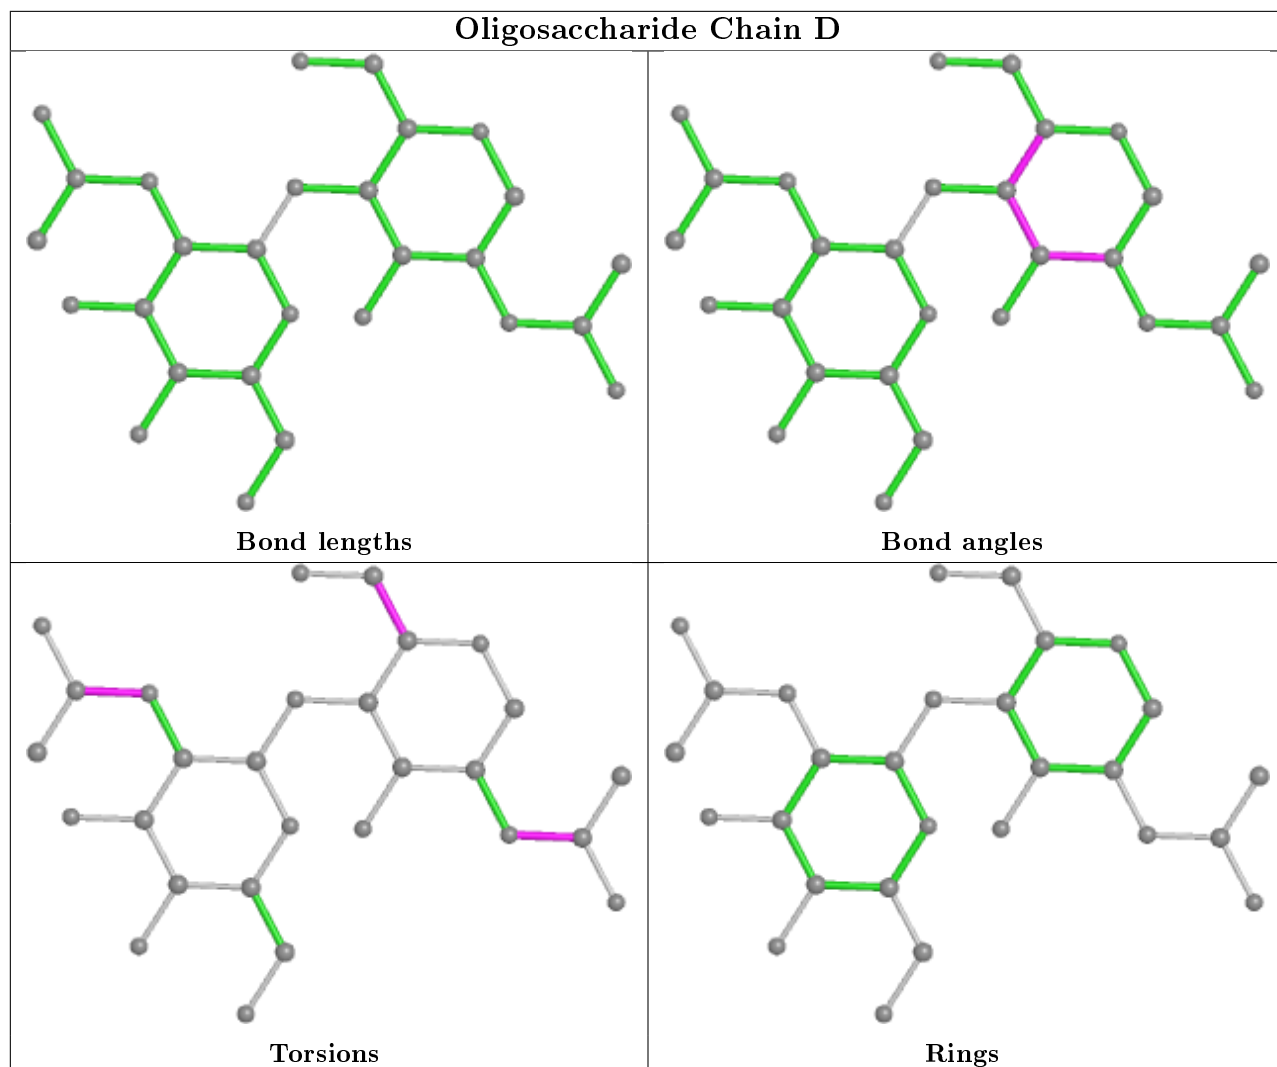 Oligosaccharide Chain D
Bond lengths
Bond angles
Torsions
Rings